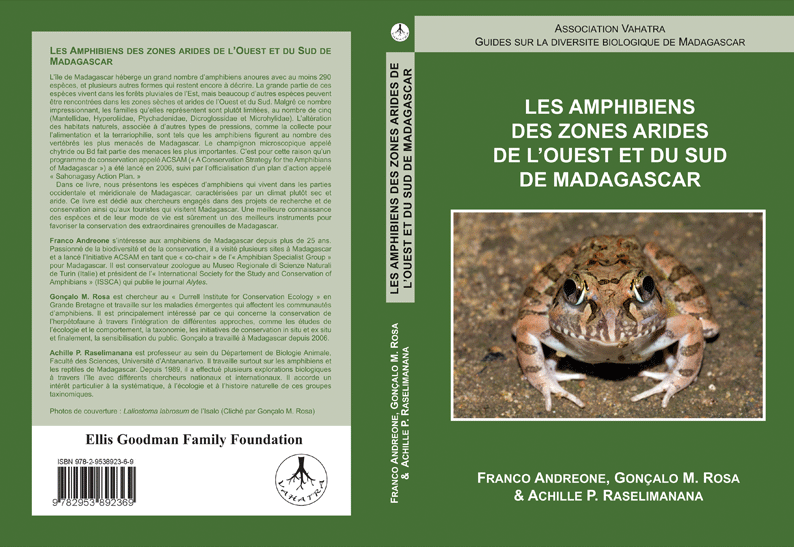 LES AMPHIBIENS DES ZONES ARIDES DE L'OUEST ET DU SUD DE
MADAGASCAR
L'île de Madagascar héberge un grand nombre d'amphibiens anoures avec au moins 290
espèces, et plusieurs autres formes qui restent encore à décrire. La grande partie de ces
espèces vivent dans les forêts pluviales de l'Est, mais beaucoup d'autres espèces peuvent
être rencontrées dans les zones sèches et arides de l'Ouest et du Sud. Malgré ce nombre
impressionnant, les familles qu'elles représentent sont plutôt limitées, au nombre de cinq
(Mantellidae, Hyperoliidae, Ptychadenidae, Dicroglossidae et Microhylidae). L'altération
des habitats naturels, associée à d'autres types de pressions, comme la collecte pour
l'alimentation et la terrariophilie, sont tels que les amphibiens figurent au nombre des
vertébrés les plus menacés de Madagascar. Le champignon microscopique appelé
chytride ou Bd fait partie des menaces les plus importantes. C'est pour cette raison qu'un
programme de conservation appelé ACSAM (« A Conservation Strategy for the Amphibians
of Madagascar ») a été lancé en 2006, suivi par l'officialisation d'un plan d'action appelé
« Sahonagasy Action Plan. »
Dans ce livre, nous présentons les espèces d'amphibiens qui vivent dans les parties
occidentale et méridionale de Madagascar, caractérisées par un climat plutôt sec et
aride. Ce livre est dédié aux chercheurs engagés dans des projets de recherche et de
conservation ainsi qu'aux touristes qui visitent Madagascar. Une meilleure connaissance
des espèces et de leur mode de vie est sûrement un des meilleurs instruments pour
favoriser la conservation des extraordinaires grenouilles de Madagascar.
Franco Andreone s'intéresse aux amphibiens de Madagascar depuis plus de 25 ans.
Passionné de la biodiversité et de la conservation, il a visité plusieurs sites à Madagascar
et a lancé l'Initiative ACSAM en tant que « co-chair » de l'« Amphibian Specialist Group »
pour Madagascar. Il est conservateur zoologue au Museo Regionale di Scienze Naturali
de Turin (Italie) et président de l'« International Society for the Study and Conservation of
Amphibians » (ISSCA) qui publie le journal Alytes.
Gonçalo M. Rosa est chercheur au « Durrell Institute for Conservation Ecology » en
Grande Bretagne et travaille sur les maladies émergentes qui affectent les communautés
d'amphibiens. Il est principalement intéressé par ce qui concerne la conservation de
l'herpétofaune à travers l'intégration de différentes approches, comme les études de
l'écologie et le comportement, la taxonomie, les initiatives de conservation in situ et ex situ
et finalement, la sensibilisation du public. Gonçalo a travaillé à Madagascar depuis 2006.
Achille P. Raselimanana est professeur au sein du Département de Biologie Animale,
Faculté des Sciences, Université d'Antananarivo. Il travaille surtout sur les amphibiens et
les reptiles de Madagascar. Depuis 1989, il a effectué plusieurs explorations biologiques
à travers l'île avec différents chercheurs nationaux et internationaux. Il accorde un
intérêt particulier à la systématique, à l'écologie et à l'histoire naturelle de ces groupes
taxinomiques.
Photos de couverture : Laliostoma labrosum de l'Isalo (Cliché par Gonçalo M. Rosa)
Ellis Goodman Family Foundation
ISBN 978-2-9538923-6-9
9 782953 892369
VAHATRA
LES AMPHIBIENS DES ZONES ARIDES DE
L'OUEST ET DU SUD DE MADAGASCAR
FRANCO ANDREONE, GONÇALO M. ROSA
& ACHILLE P. RASELIMANANA
ASSOCIATION VAHATRA
GUIDES SUR LA DIVERSITE BIOLOGIQUE DE MADAGASCAR
LES AMPHIBIENS
DES ZONES ARIDES
DE L'OUEST ET DU SUD
DE MADAGASCAR
FRANCO ANDREONE, GONÇALO M. ROSA
& ACHILLE P. RASELIMANANA